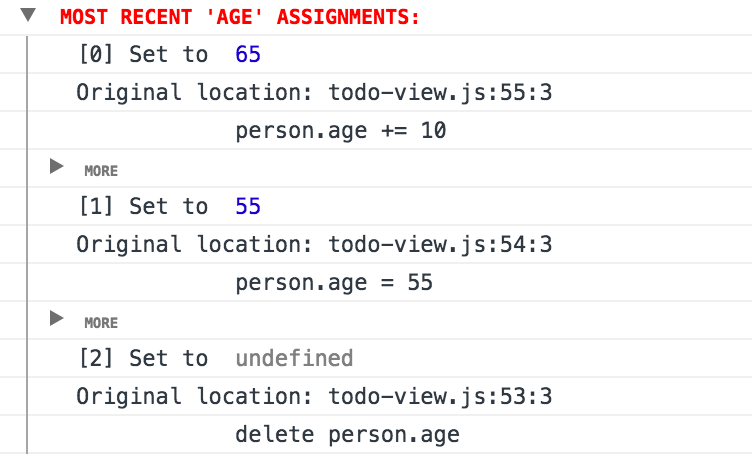 MOST RECENT 'AGE' ASSIGNMENTS:
[0] Set to 65
Original location: todo-view.js:55:3
person.age += 10
MORE
[1] Set to 55
Original location: todo-view.js:54:3
person.age = 55
MORE
[2] Set to undefined
Original location: todo-view.js:53:3
delete person.age